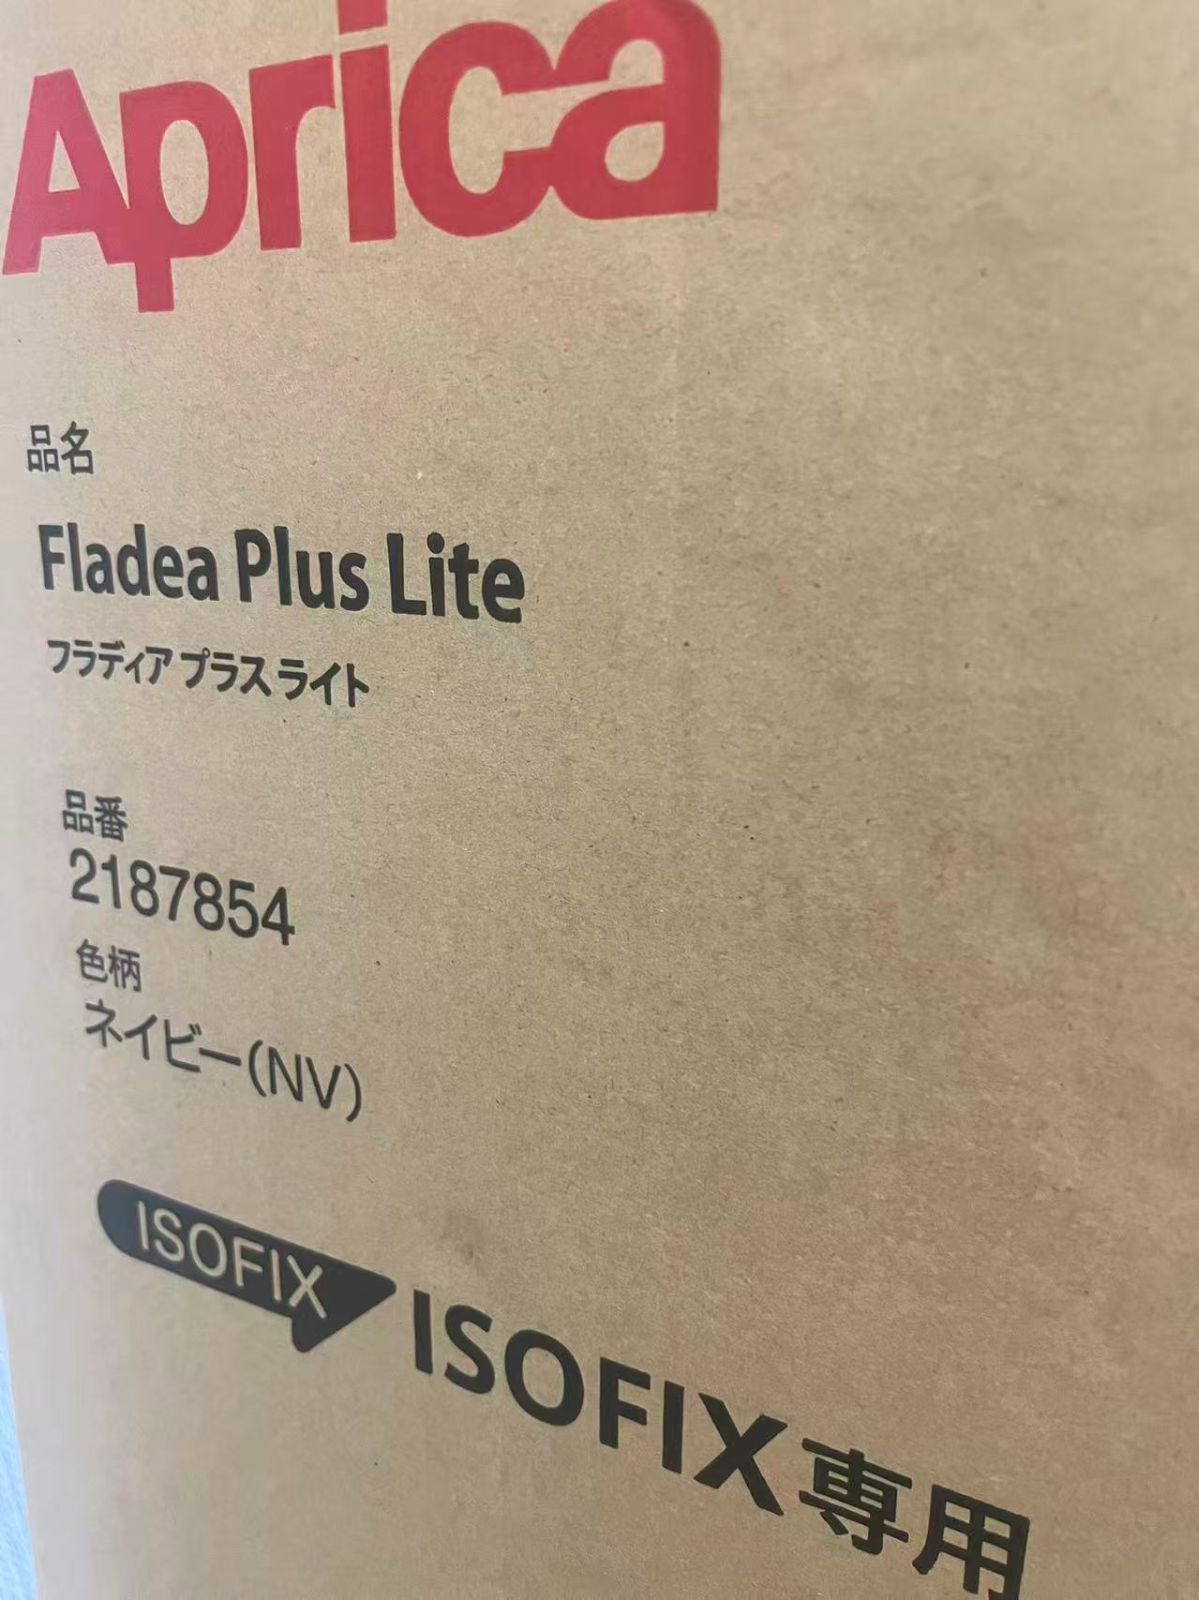 Aprica
品名
Fladea Plus Lite
フラディア プラス ライト
品番
2187854
色柄
ネイビー(NV)
ISOFIX ISOFIX専用